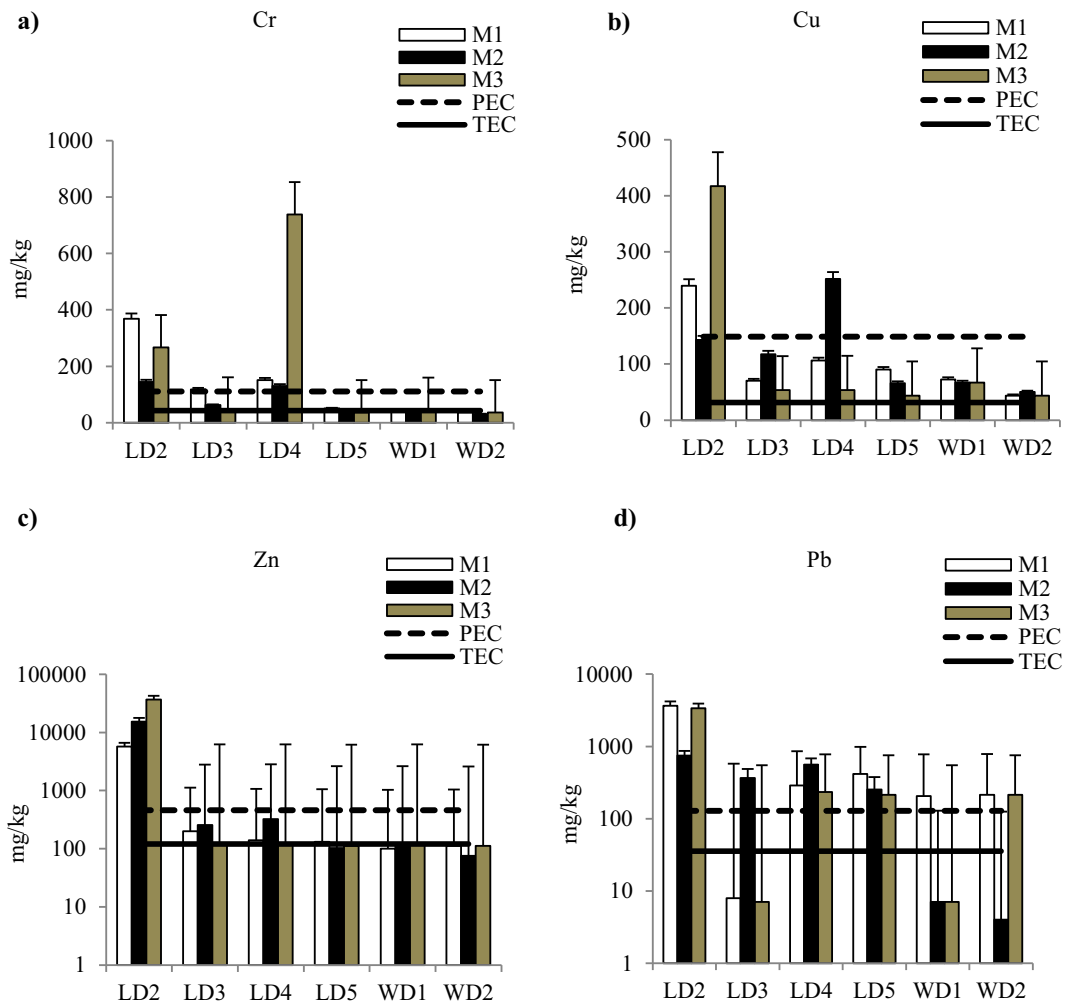 a)
Cr
M1
M2
M3
PEC
TEC
mg/kg
1000
800
600
400
200
0
LD2 LD3 LD4 LD5 WD1 WD2
b)
Cu
M1
M2
M3
PEC
TEC
mg/kg
500
400
300
200
100
0
LD2 LD3 LD4 LD5 WD1 WD2
c)
Zn
M1
M2
M3
PEC
TEC
mg/kg
100000
10000
1000
100
10
1
LD2 LD3 LD4 LD5 WD1 WD2
d)
Pb
M1
M2
M3
PEC
TEC
mg/kg
10000
1000
100
10
1
LD2 LD3 LD4 LD5 WD1 WD2